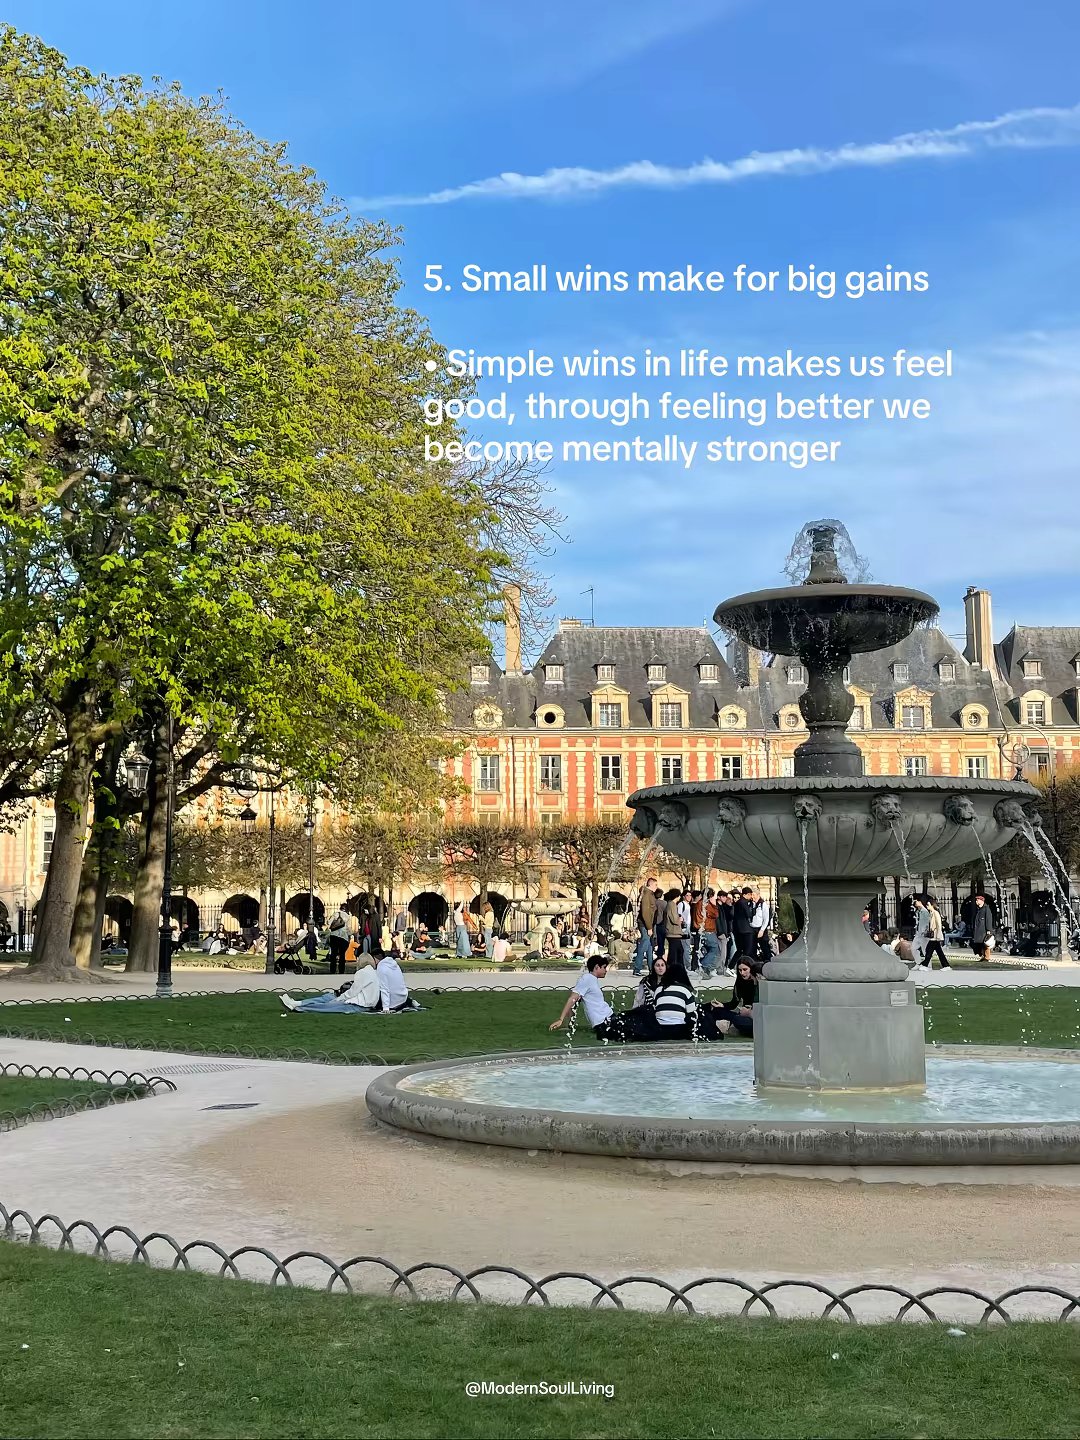 5. Small wins make for big gains
• Simple wins in life makes us feel
good, through feeling better we
become mentally stronger
@ModernSoulLiving